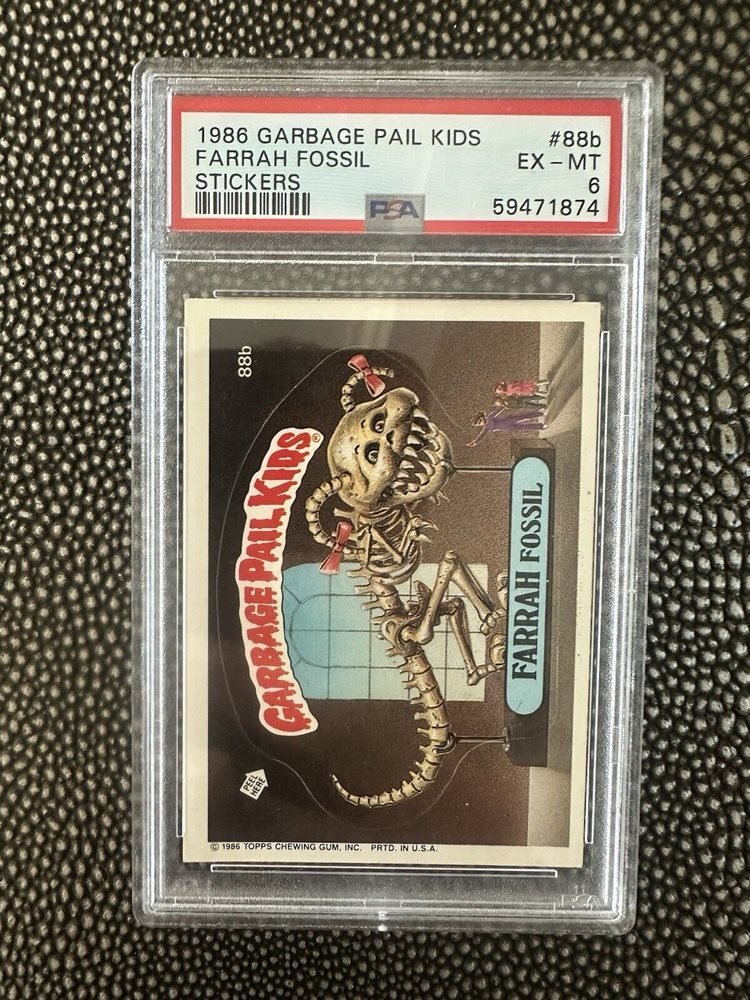 1986 GARBAGE PAIL KIDS #88b
FARRAH FOSSIL EX - MT
STICKERS 6
PSA 59471874
88b
GARBAGE PAIL KIDS®
PEEL HERE
FARRAH FOSSIL
© 1986 TOPPS CHEWING GUM, INC. PRTD. IN U.S.A.